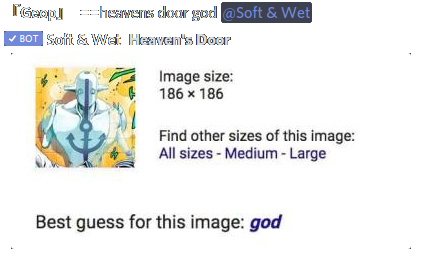 『Geop』 ==heavens door god @Soft & Wet
✓ BOT Soft & Wet: Heaven's Door
Image size:
186 × 186
Find other sizes of this image:
All sizes - Medium - Large
Best guess for this image: god